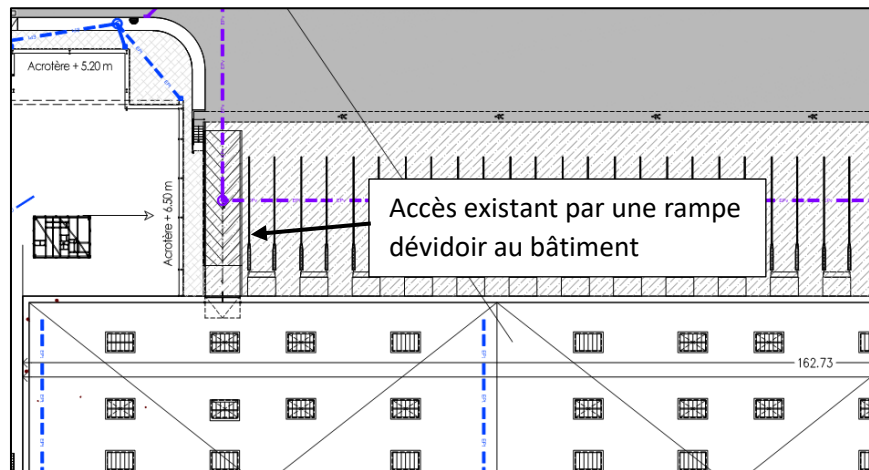 Acrotère + 5.20 m
Acrotère + 6.50 m
Accès existant par une rampe
dévidoir au bâtiment
162.73